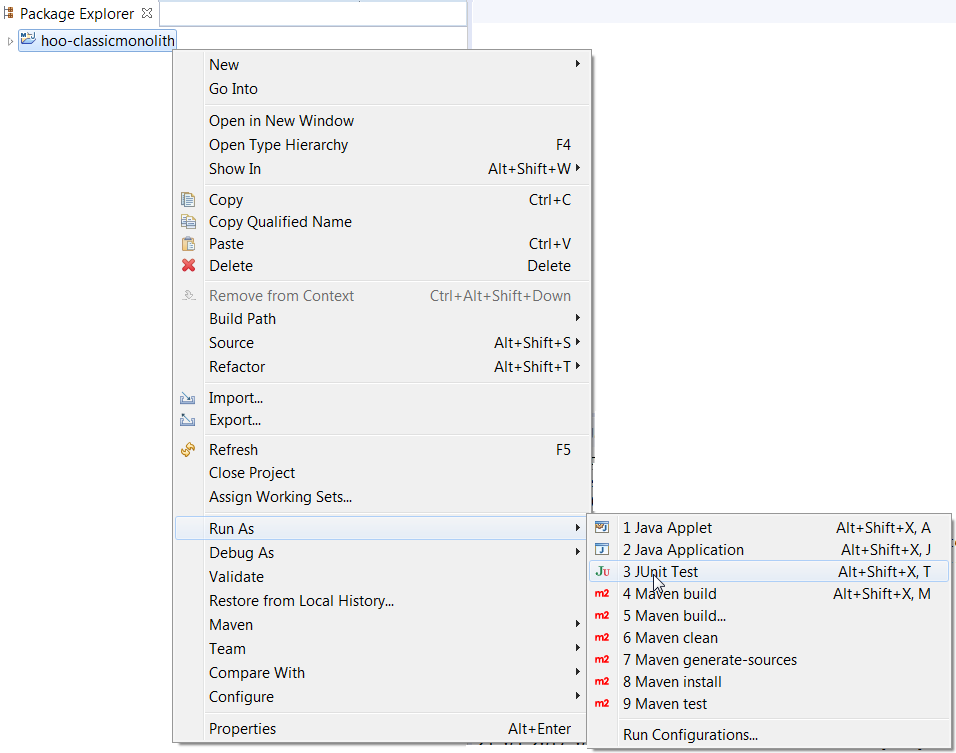 Package Explorer
hoo-classicmonolith
New
Go Into
Open in New Window
Open Type Hierarchy F4
Show In Alt+Shift+W
Copy Ctrl+C
Copy Qualified Name
Paste Ctrl+V
Delete Delete
Remove from Context Ctrl+Alt+Shift+Down
Build Path
Source Alt+Shift+S
Refactor Alt+Shift+T
Import...
Export...
Refresh F5
Close Project
Assign Working Sets...
Run As
Debug As
Validate
Restore from Local History...
Maven
Team
Compare With
Configure
Properties Alt+Enter
1 Java Applet Alt+Shift+X, A
2 Java Application Alt+Shift+X, J
JU 3 JUnit Test Alt+Shift+X, T
m2 4 Maven build Alt+Shift+X, M
m2 5 Maven build...
m2 6 Maven clean
m2 7 Maven generate-sources
m2 8 Maven install
m2 9 Maven test
Run Configurations...